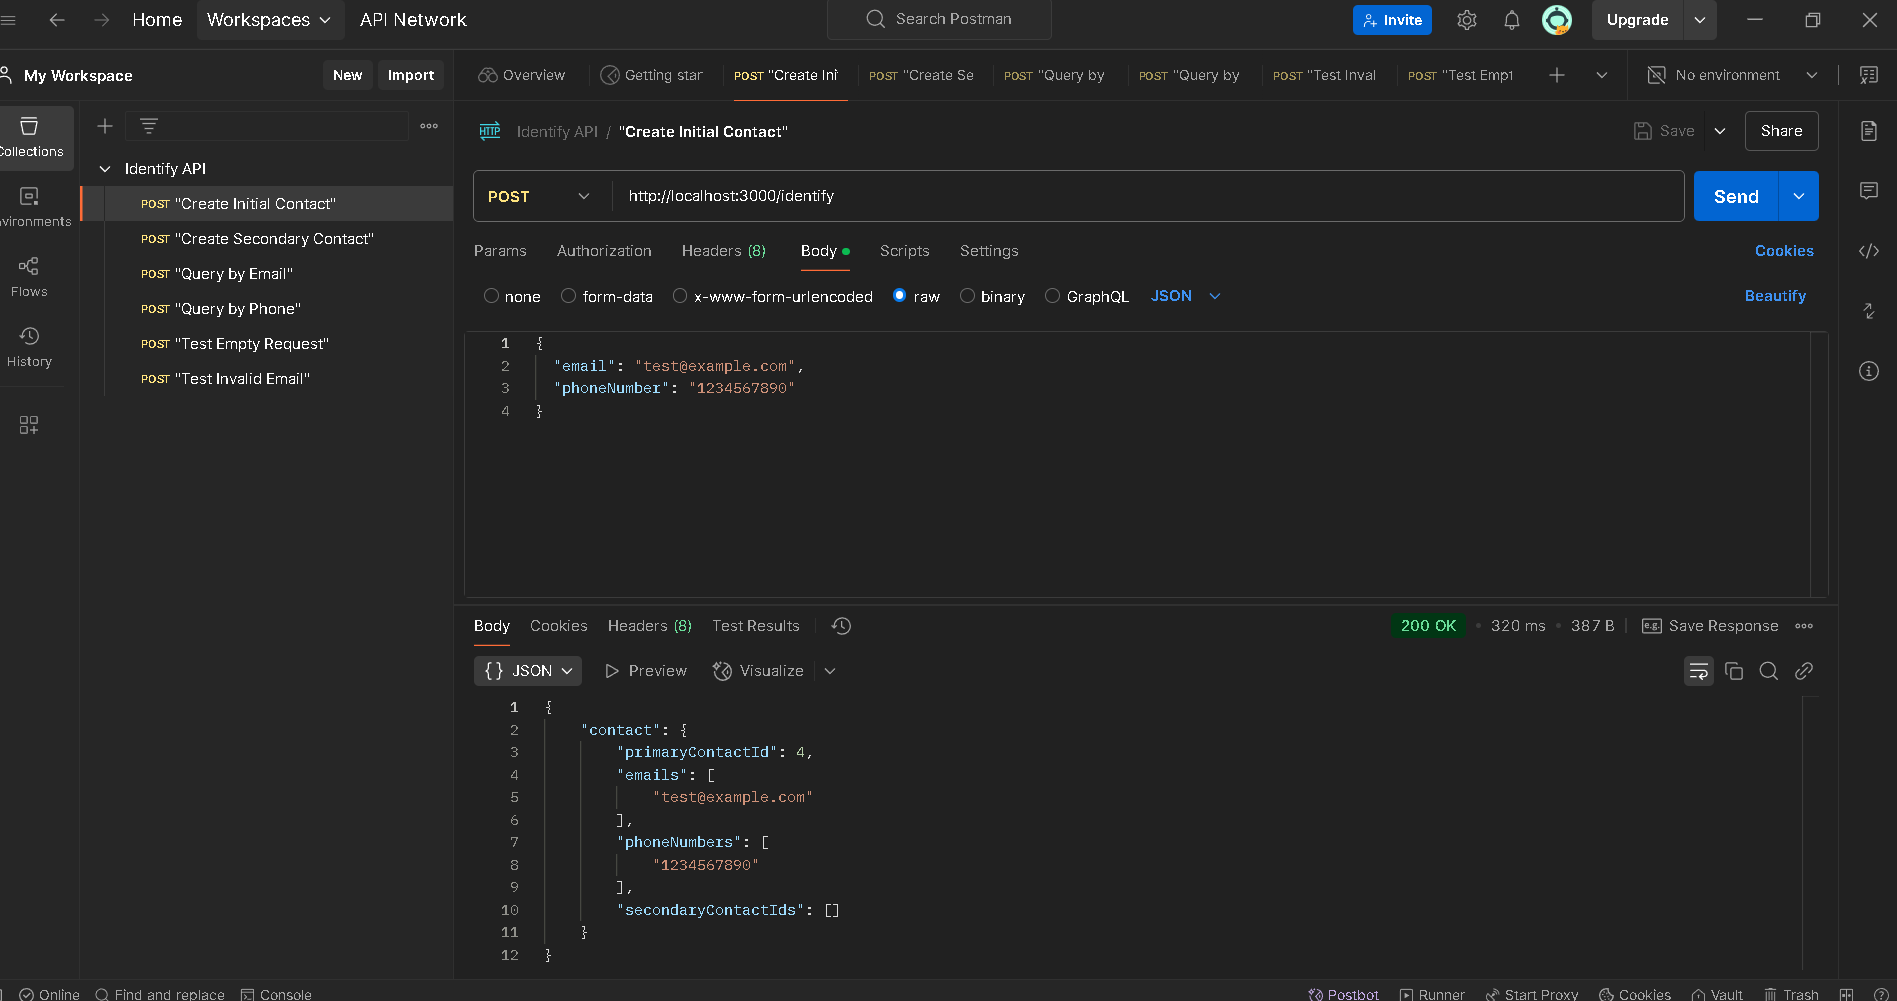 Home Workspaces API Network Search Postman Invite Upgrade
My Workspace New Import Overview Getting star POST "Create Ini POST "Create Se POST "Query by POST "Query by POST "Test Inval POST "Test Empt No environment
Collections
Environments
Flows
History
Identify API
POST "Create Initial Contact"
POST "Create Secondary Contact"
POST "Query by Email"
POST "Query by Phone"
POST "Test Empty Request"
POST "Test Invalid Email"
HTTP Identify API / "Create Initial Contact" Save Share
POST http://localhost:3000/identify Send
Params Authorization Headers (8) Body Scripts Settings Cookies
none form-data x-www-form-urlencoded raw binary GraphQL JSON Beautify
1 {
2 "email": "test@example.com",
3 "phoneNumber": "1234567890"
4 }
Body Cookies Headers (8) Test Results 200 OK • 320 ms • 387 B e.g. Save Response
{} JSON Preview Visualize
1 {
2 "contact": {
3 "primaryContactId": 4,
4 "emails": [
5 "test@example.com"
6 ],
7 "phoneNumbers": [
8 "1234567890"
9 ],
10 "secondaryContactIds": []
11 }
12 }
Online Find and replace Console Postbot Runner Start Proxy Cookies Vault Trash